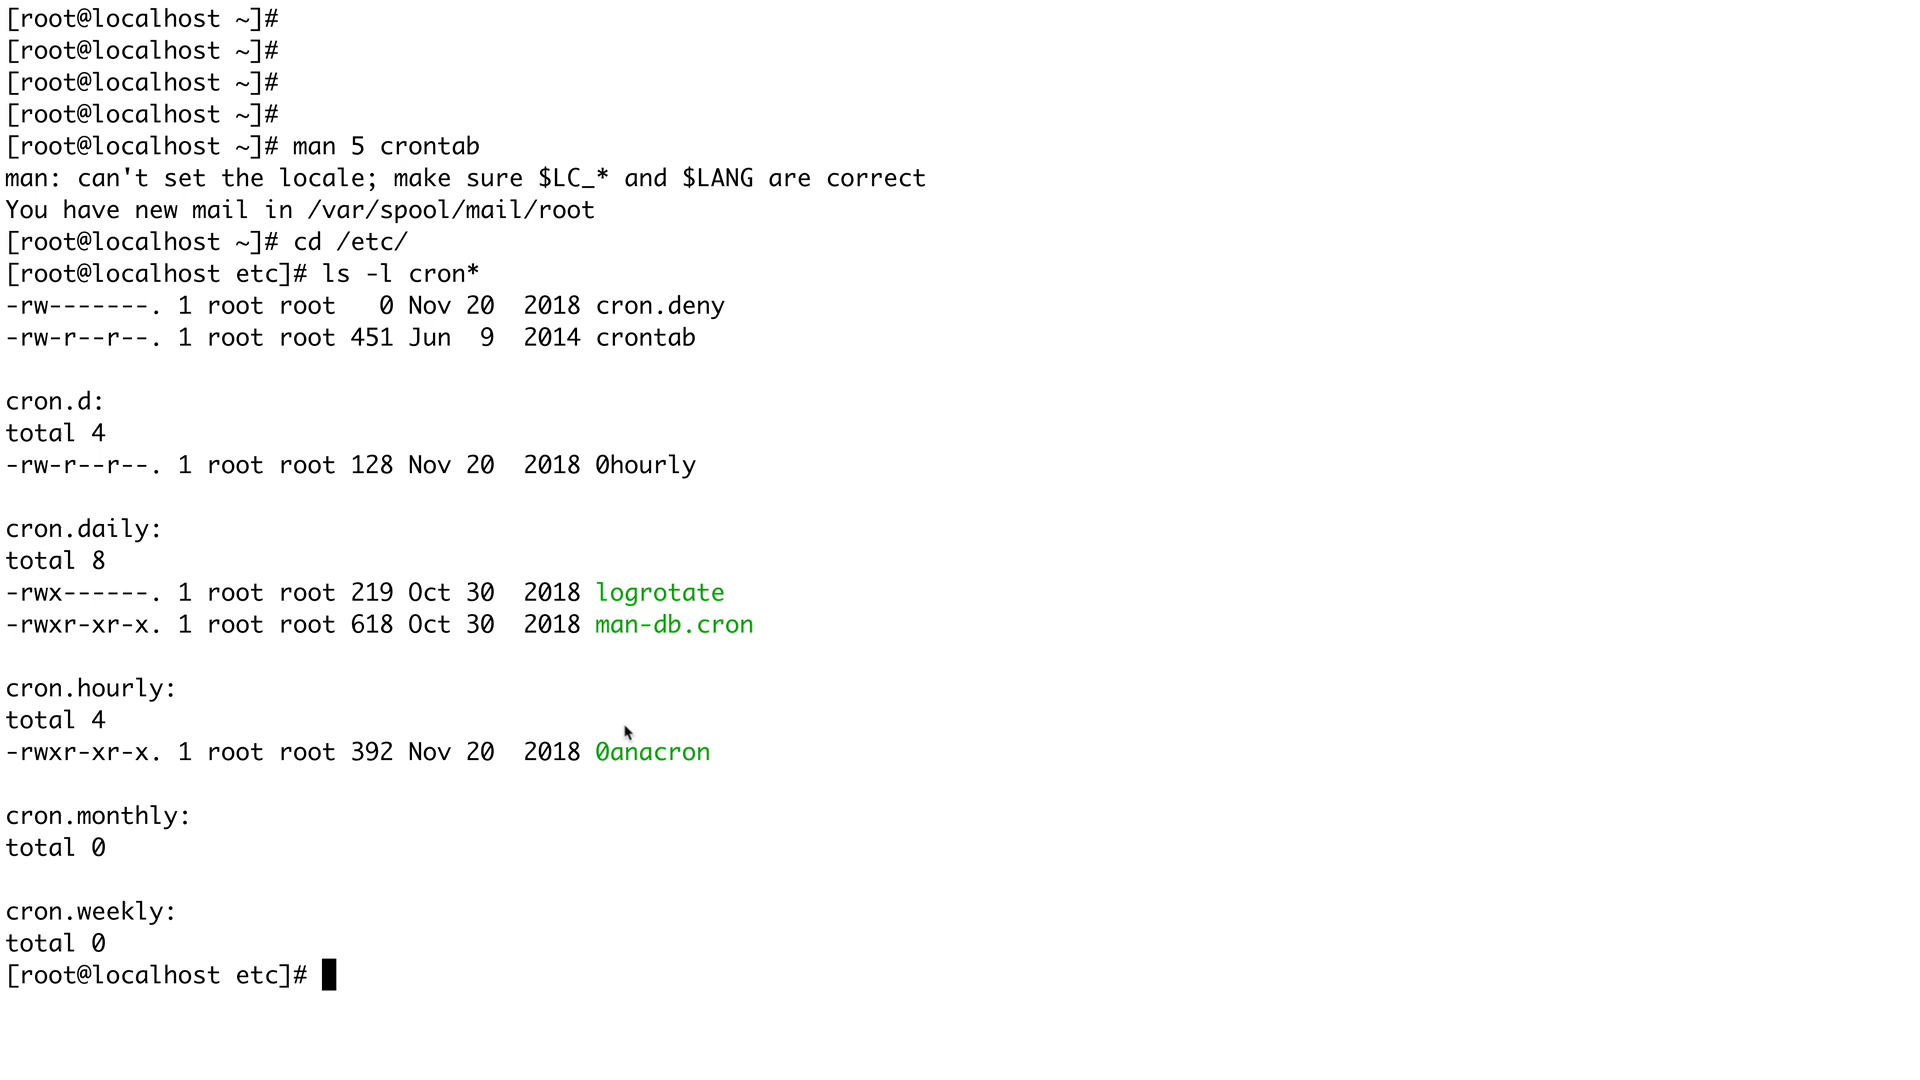 [root@localhost ~]#
[root@localhost ~]#
[root@localhost ~]#
[root@localhost ~]#
[root@localhost ~]# man 5 crontab
man: can't set the locale; make sure $LC_* and $LANG are correct
You have new mail in /var/spool/mail/root
[root@localhost ~]# cd /etc/
[root@localhost etc]# ls -l cron*
-rw-------. 1 root root   0 Nov 20  2018 cron.deny
-rw-r--r--. 1 root root 451 Jun  9  2014 crontab

cron.d:
total 4
-rw-r--r--. 1 root root 128 Nov 20  2018 0hourly

cron.daily:
total 8
-rwx------. 1 root root 219 Oct 30  2018 logrotate
-rwxr-xr-x. 1 root root 618 Oct 30  2018 man-db.cron

cron.hourly:
total 4
-rwxr-xr-x. 1 root root 392 Nov 20  2018 0anacron

cron.monthly:
total 0

cron.weekly:
total 0
[root@localhost etc]#